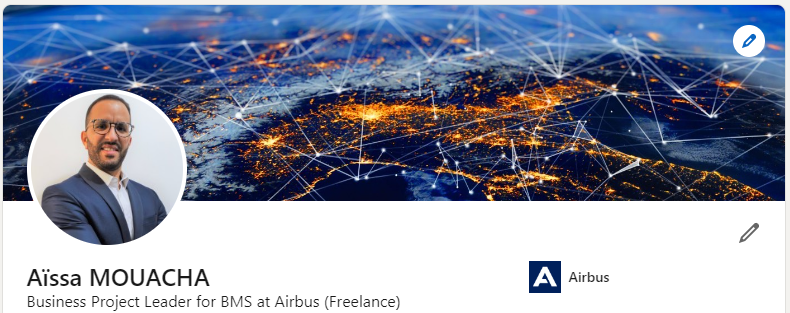 Aïssa MOUACHA
Airbus
Business Project Leader for BMS at Airbus (Freelance)